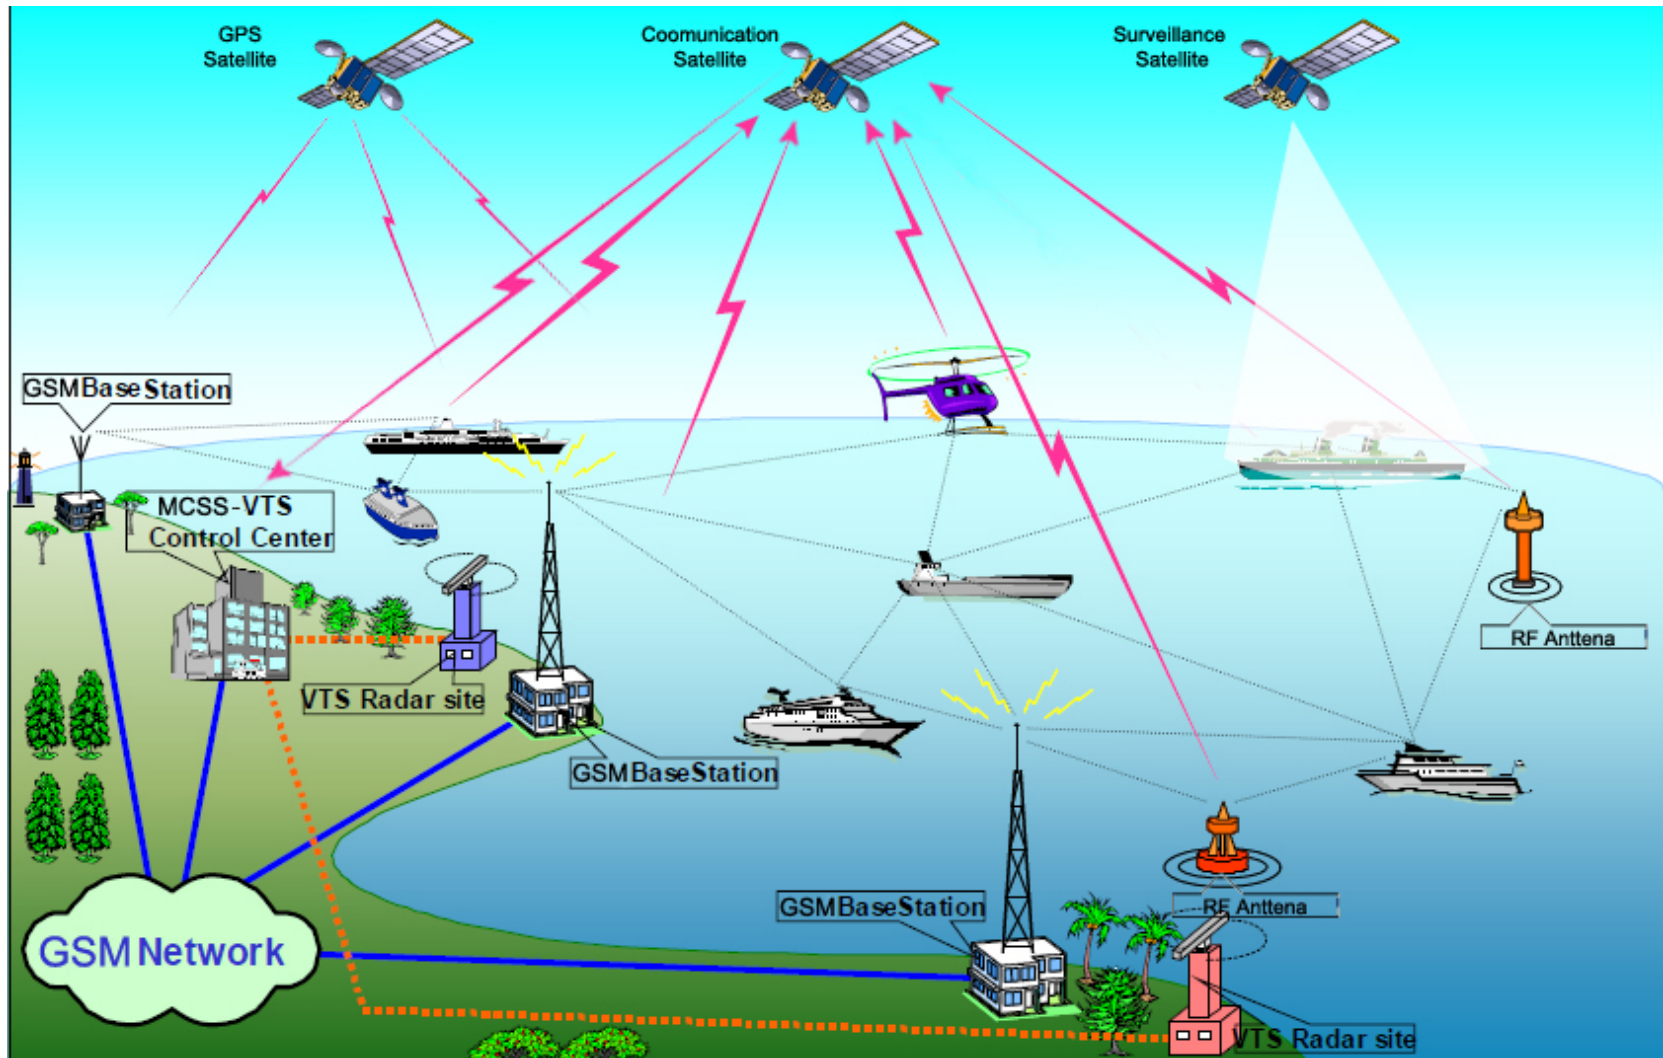 GPS
Satellite
Coomunication
Satellite
Surveillance
Satellite
GSMBaseStation
MCSS-VTS
Control Center
RF Anttena
VTS Radar site
GSMBaseStation
GSMBaseStation
RF Anttena
GSM Network
VTS Radar site